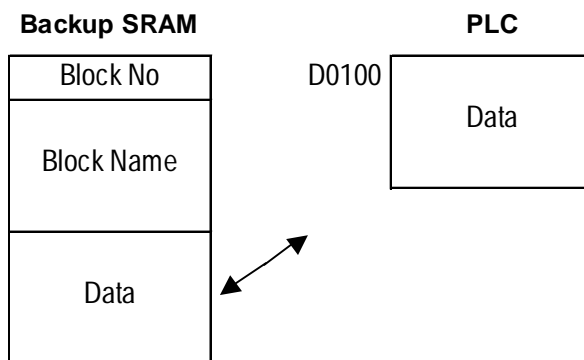 Backup SRAM
PLC
Block No
D0100
Data
Block Name
Data